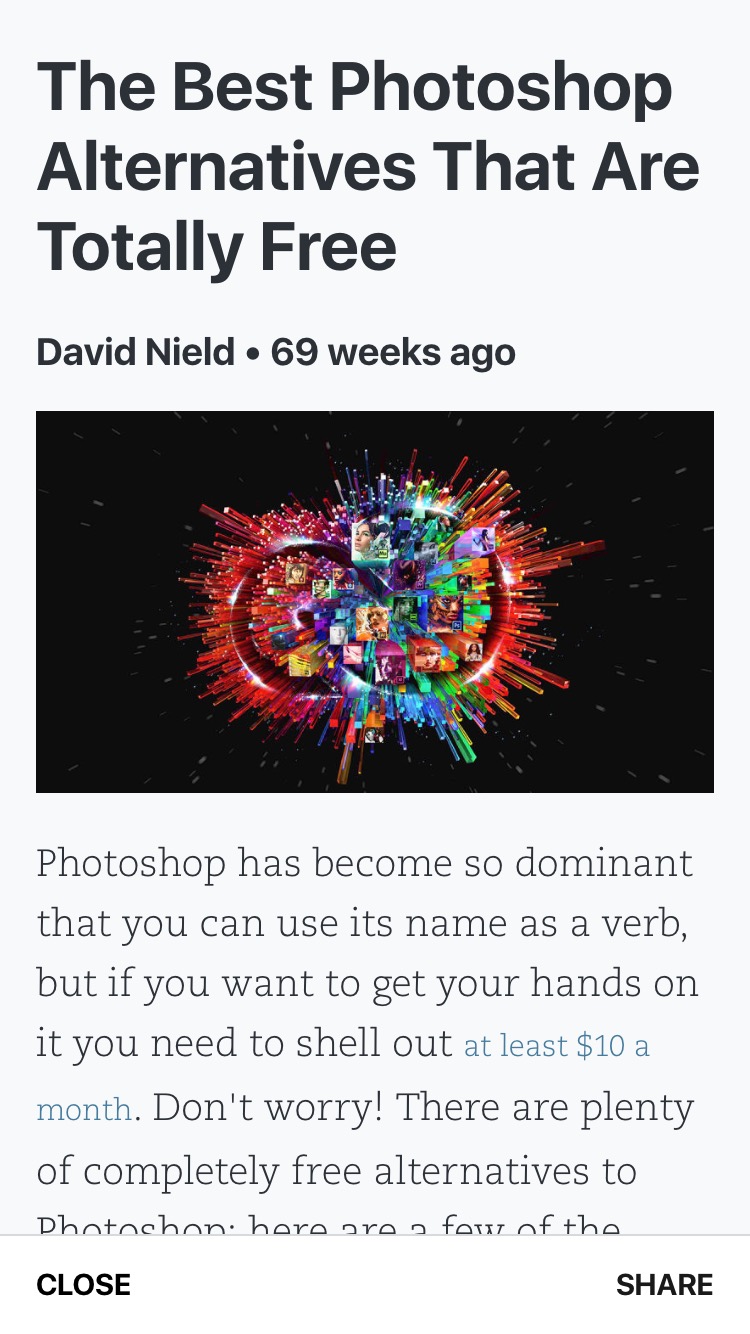 The Best Photoshop
Alternatives That Are
Totally Free
David Nield • 69 weeks ago
Photoshop has become so dominant
that you can use its name as a verb,
but if you want to get your hands on
it you need to shell out at least $10 a
month. Don't worry! There are plenty
of completely free alternatives to
Photoshop: here are a few of the
CLOSE
SHARE